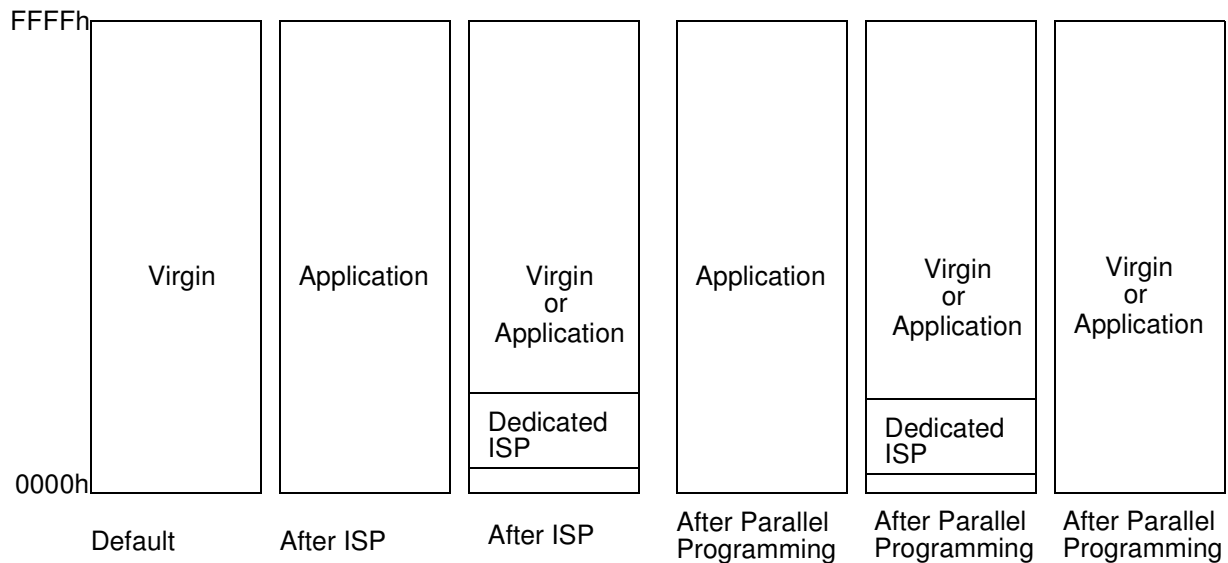 FFFFh
Virgin
Application
Virgin
or
Application
Dedicated
ISP
Application
Virgin
or
Application
Dedicated
ISP
Virgin
or
Application
0000h
Default
After ISP
After ISP
After Parallel
Programming
After Parallel
Programming
After Parallel
Programming